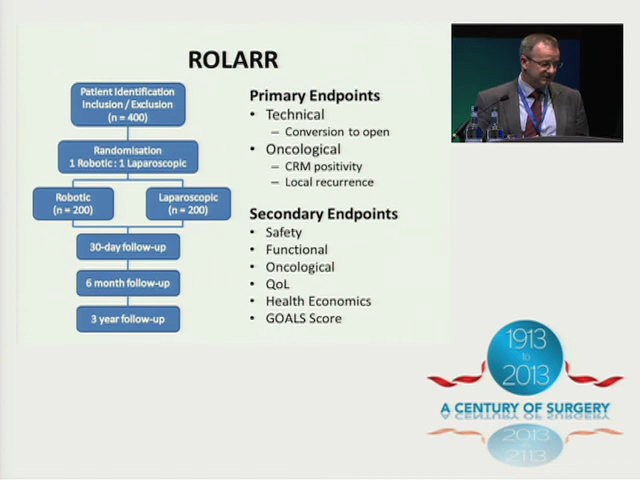 ROLARR
Patient Identification
Inclusion / Exclusion
(n = 400)
Randomisation
1 Robotic : 1 Laparoscopic
Robotic
(n = 200)
Laparoscopic
(n = 200)
30-day follow-up
6 month follow-up
3 year follow-up
Primary Endpoints
• Technical
– Conversion to open
• Oncological
– CRM positivity
– Local recurrence
Secondary Endpoints
• Safety
• Functional
• Oncological
• QoL
• Health Economics
• GOALS Score
1913
to
2013
A CENTURY OF SURGERY